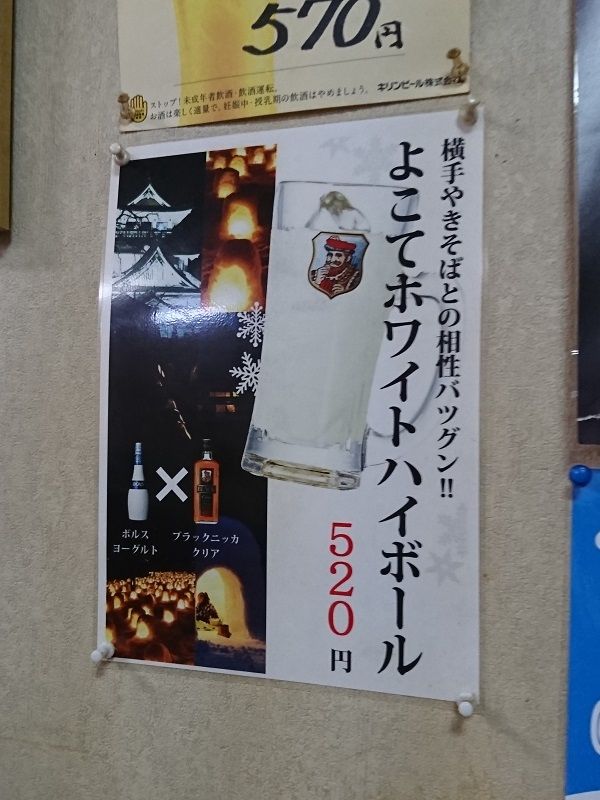 570円
ストップ!未成年者飲酒・飲酒運転。
お酒は楽しく適量で。妊娠中・授乳期の飲酒はやめましょう。
キリンビール株式会社
横手やきそばとの相性バツグン!!
よこてホワイトハイボール
520円
×
ボルス
ヨーグルト
ブラックニッカ
クリア